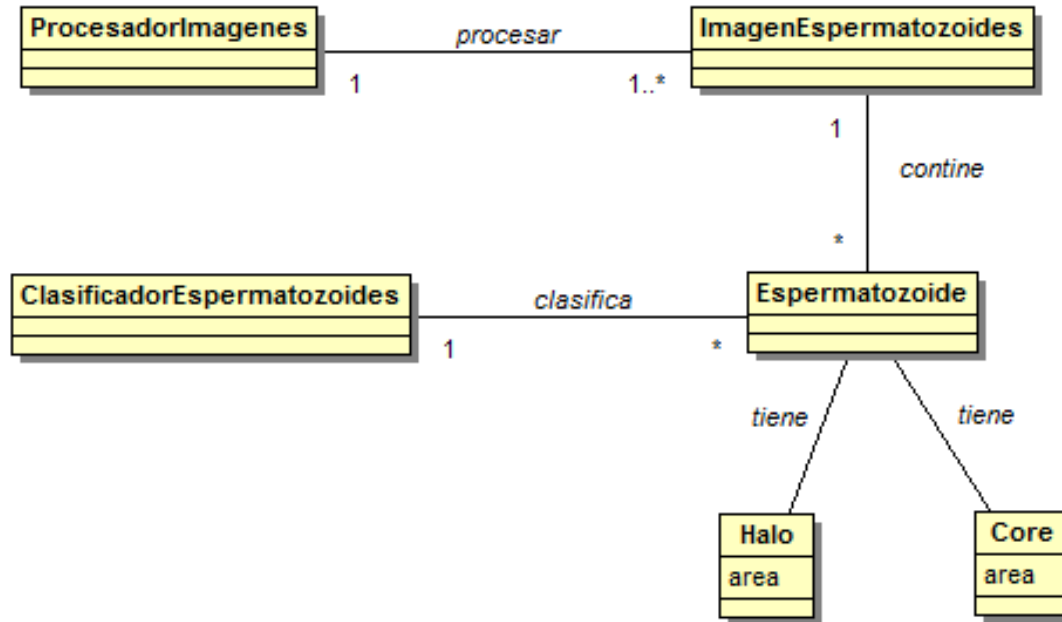 ProcesadorImagenes
procesar
ImagenEspermatozoides
1
1..*
1
contine
*
ClasificadorEspermatozoides
clasifica
Espermatozoide
1
*
tiene
tiene
Halo
area
Core
area